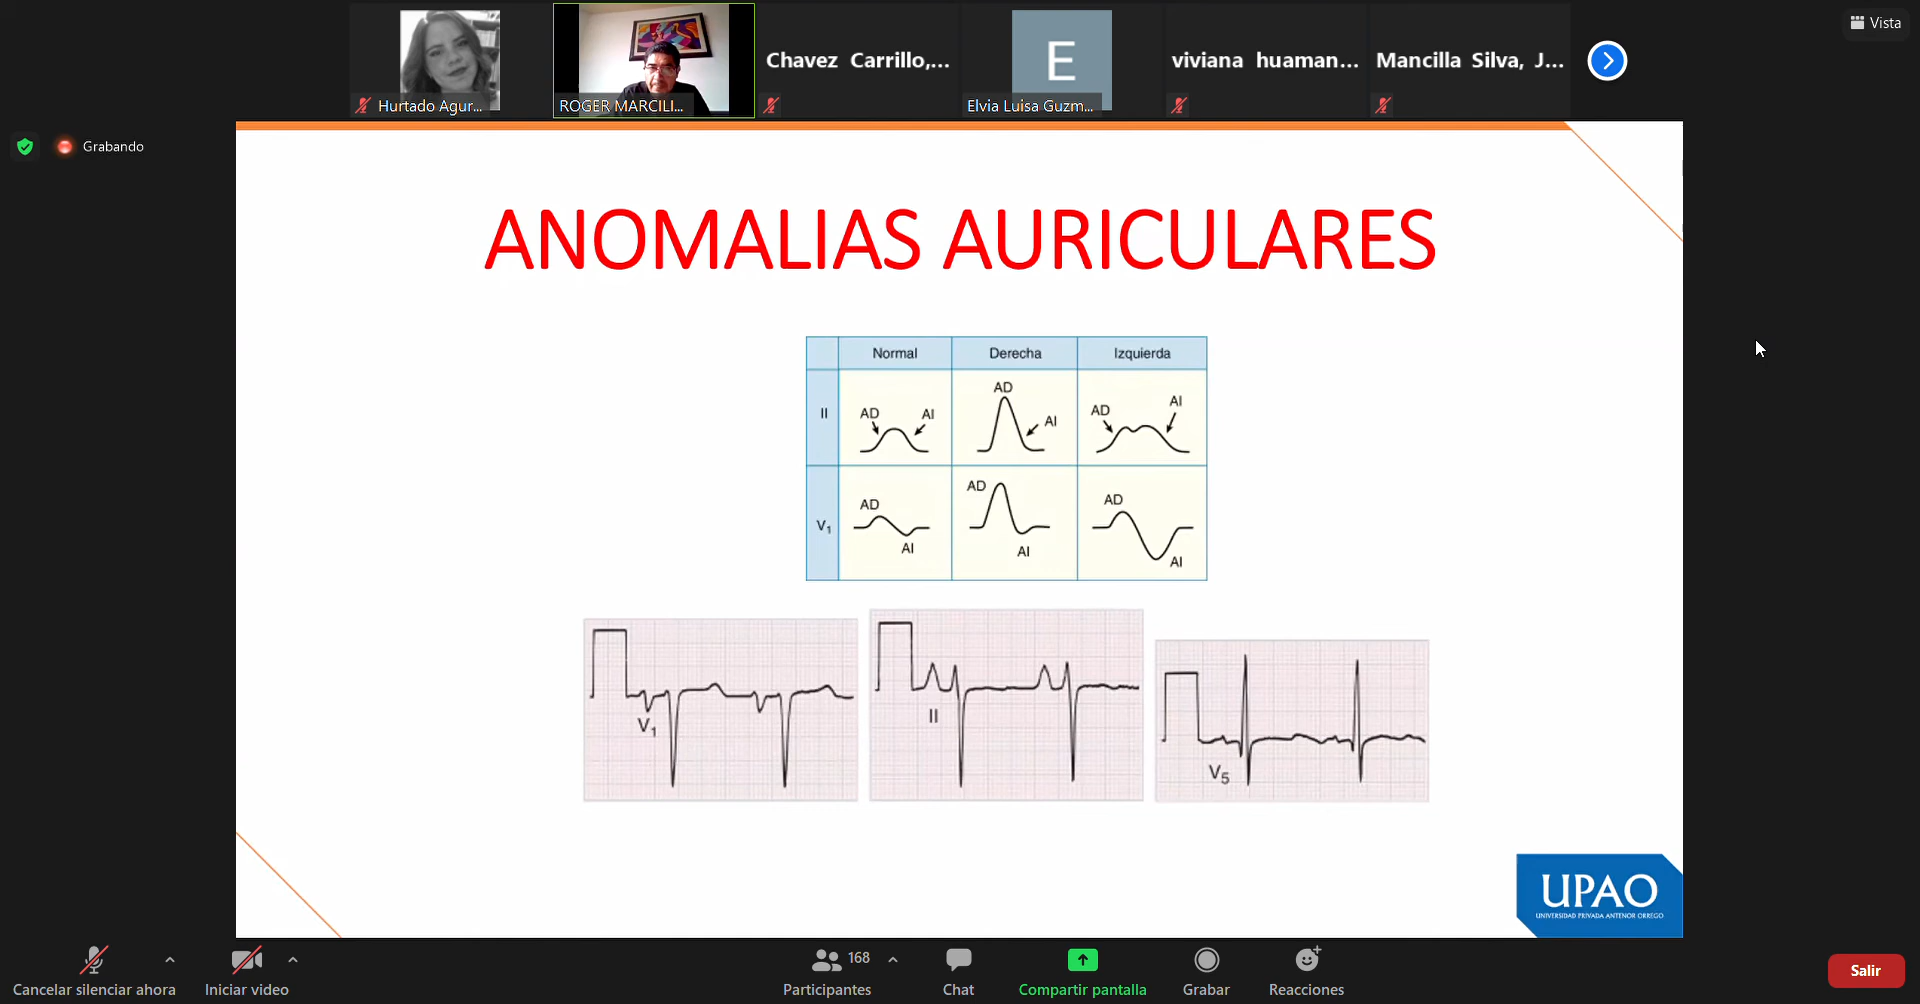 Vista
Chavez Carrillo,...
E
viviana huaman...
Mancilla Silva, J...
Hurtado Agur...
ROGER MARCILI...
Elvia Luisa Guzm...
Grabando
ANOMALIAS AURICULARES
Normal
Derecha
Izquierda
II
AD
AI
AD
AI
AD
AI
V1
AD
AI
AD
AI
AD
AI
V1
II
V5
UPAO
UNIVERSIDAD PRIVADA ANTENOR ORREGO
168
Cancelar silenciar ahora
Iniciar video
Participantes
Chat
Compartir pantalla
Grabar
Reacciones
Salir